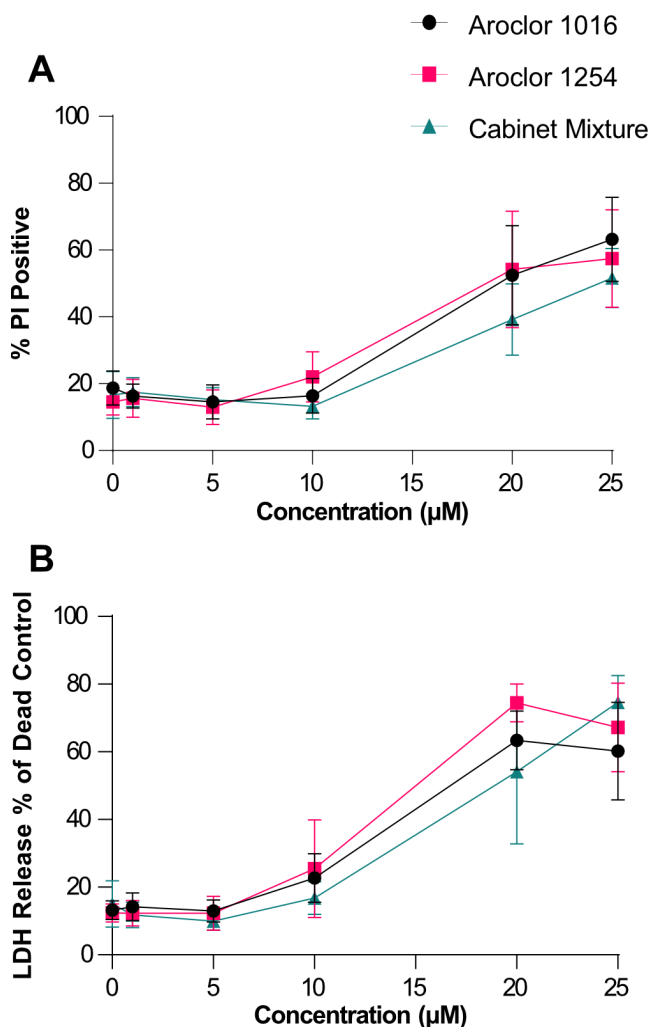 Aroclor 1016
Aroclor 1254
Cabinet Mixture
A
100
80
60
40
20
0
% PI Positive
0 5 10 15 20 25
Concentration (µM)
B
100
80
60
40
20
0
LDH Release % of Dead Control
0 5 10 15 20 25
Concentration (µM)